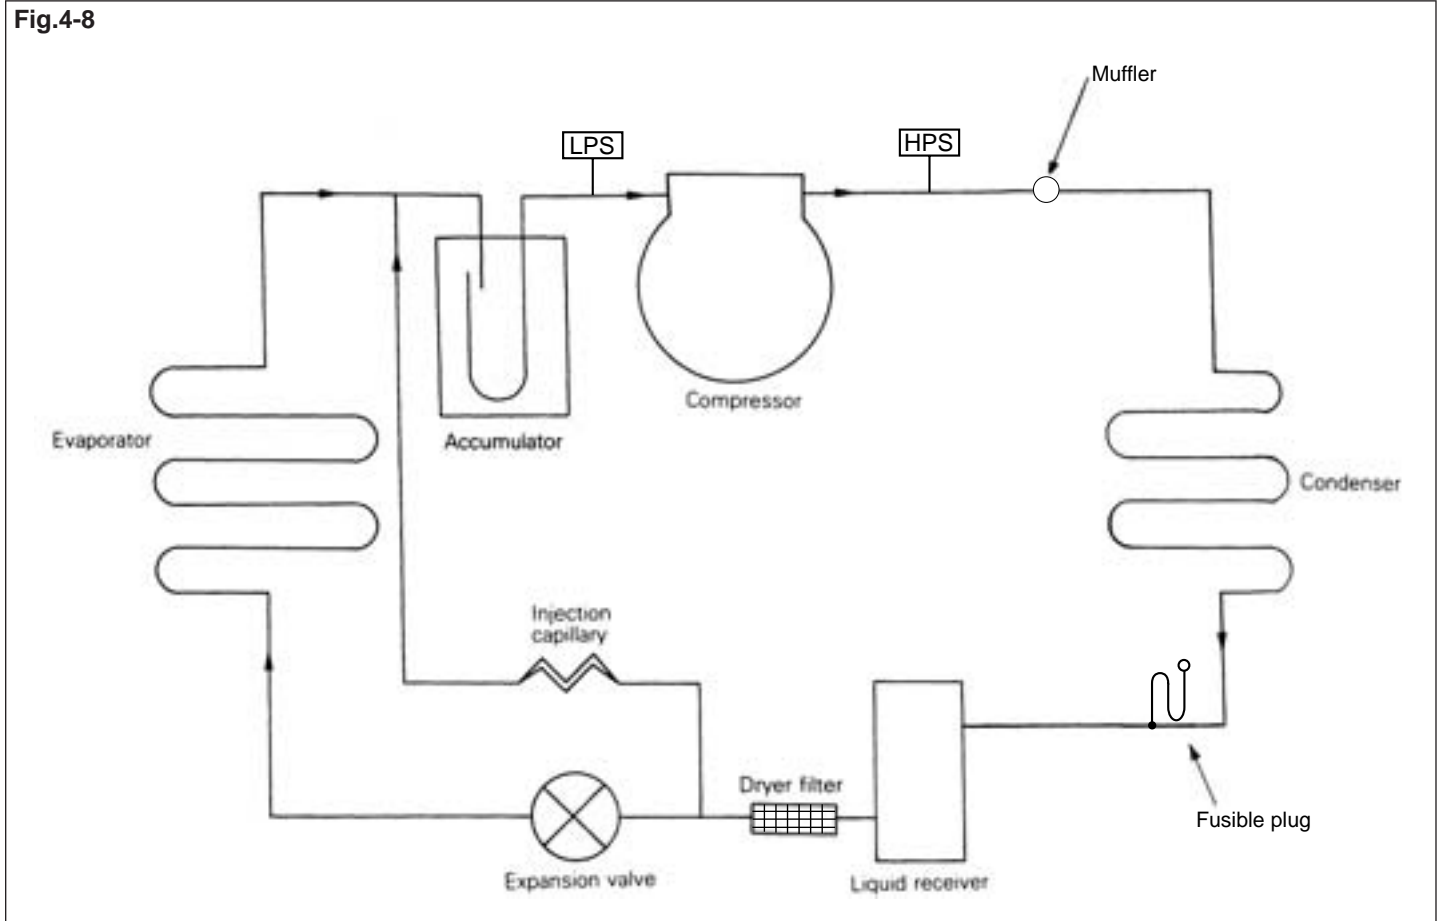 Fig.4-8
Muffler
LPS
HPS
Compressor
Evaporator
Accumulator
Condenser
Injection
capillary
Dryer filter
Fusible plug
Expansion valve
Liquid receiver